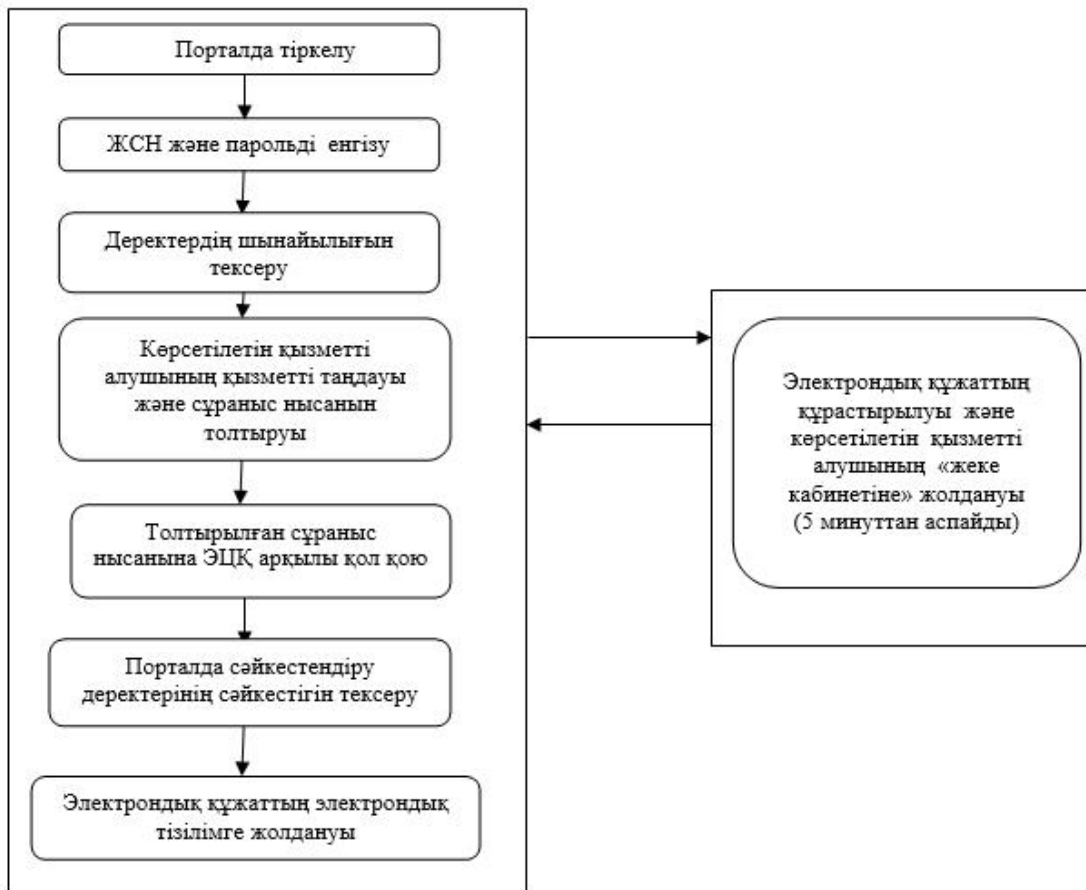 Порталда тіркелу
ЖСН және парольді енгізу
Деректердің шынайылығын
тексеру
Көрсетілетін қызметті
алушының қызметті таңдауы
және сұраныс нысанын
толтыруы
Толтырылған сұраныс
нысанына ЭЦҚ арқылы қол қою
Порталда сәйкестендіру
деректерінің сәйкестігін тексеру
Электрондық құжаттың электрондық
тізілімге жолдануы
Электрондық құжаттың
құрастырылуы және
көрсетілетін қызметті
алушының «жеке
кабинетіне» жолдануы
(5 минуттан аспайды)